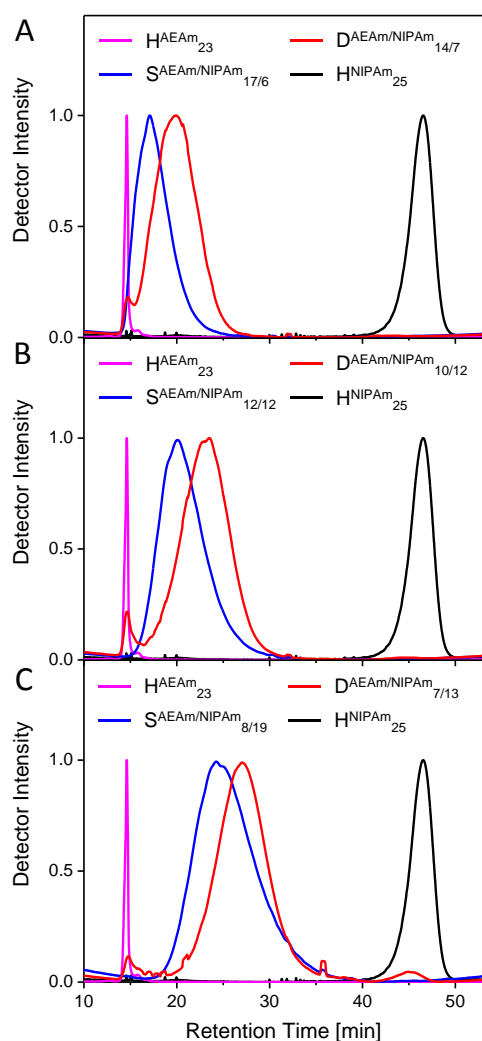 A
H^AEAm_23 D^AEAm/NIPAm_14/7
S^AEAm/NIPAm_17/6 H^NIPAm_25
Detector Intensity
1.0
0.5
0.0
B
H^AEAm_23 D^AEAm/NIPAm_10/12
S^AEAm/NIPAm_12/12 H^NIPAm_25
Detector Intensity
1.0
0.5
0.0
C
H^AEAm_23 D^AEAm/NIPAm_7/13
S^AEAm/NIPAm_8/19 H^NIPAm_25
Detector Intensity
1.0
0.5
0.0
10 20 30 40 50
Retention Time [min]